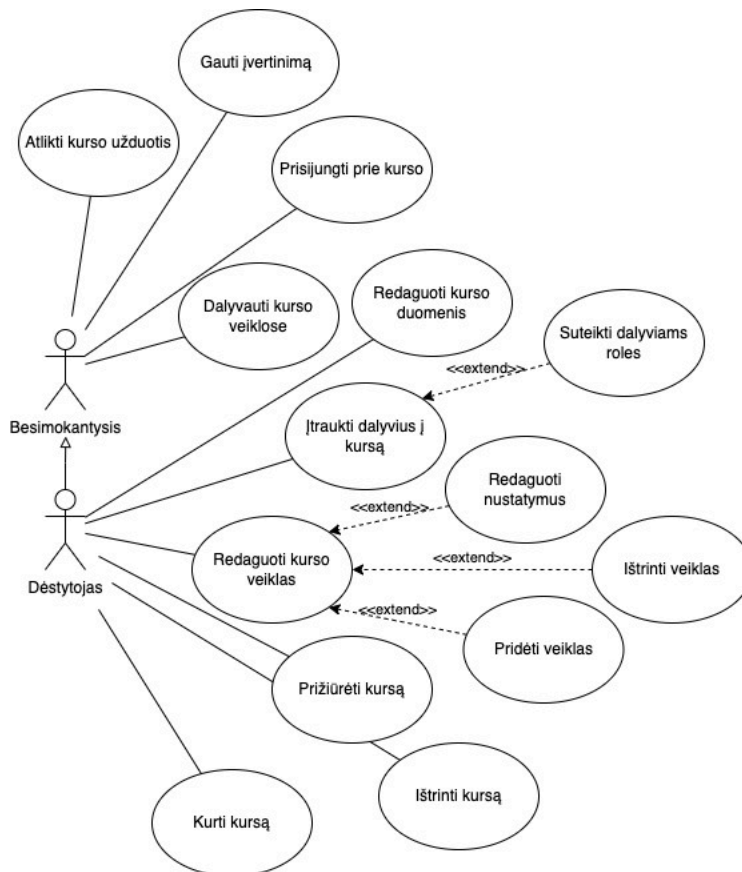 Gauti įvertinimą
Atlikti kurso užduotis
Prisijungti prie kurso
Redaguoti kurso
duomenis
Dalyvauti kurso
veiklose
Suteikti dalyviams
roles
<<extend>>
Besimokantysis
Įtraukti dalyvius į
kursą
Redaguoti
nustatymus
<<extend>>
Redaguoti kurso
veiklas
<<extend>>
Ištrinti veiklas
Dėstytojas
<<extend>>
Pridėti veiklas
Prižiūrėti kursą
Ištrinti kursą
Kurti kursą